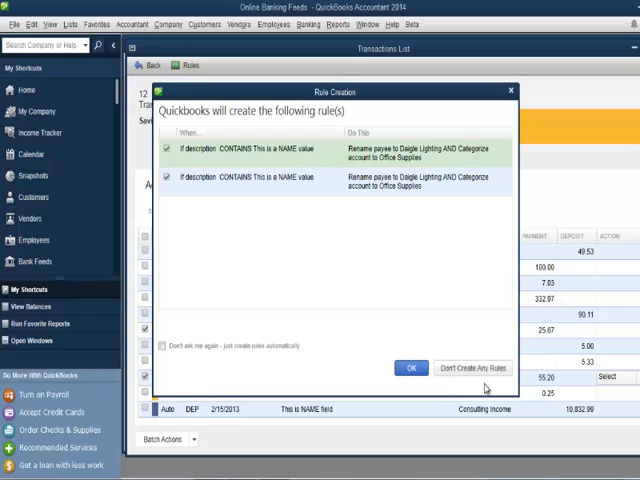 Online Banking Feeds - QuickBooks Accountant 2014
File Edit View Lists Favorites Accountant Company Customers Vendors Employees Banking Reports Window Help Beta
Search Company or Help
My Shortcuts
Home
My Company
Income Tracker
Calendar
Snapshots
Customers
Vendors
Employees
Bank Feeds
My Shortcuts
View Balances
Run Favorite Reports
Open Windows
Do More With QuickBooks
Turn on Payroll
Accept Credit Cards
Order Checks & Supplies
Recommended Services
Get a loan with less work
Transactions List
Back Rules
12
Tra
Savi
Rule Creation
Quickbooks will create the following rule(s)
When... Do This
If description CONTAINS This is a NAME value
Rename payee to Daigle Lighting AND Categorize
account to Office Supplies
If description CONTAINS This is a NAME value
Rename payee to Daigle Lighting AND Categorize
account to Office Supplies
Don't ask me again - just create rules automatically
OK Don't Create Any Rules
PAYMENT DEPOSIT ACTION
49.53
100.00
7.03
332.97
90.11
25.67
5.00
5.33
55.20 Select
0.25
Auto DEP 2/15/2013 This is NAME field Consulting Income 10,832.99
Batch Actions